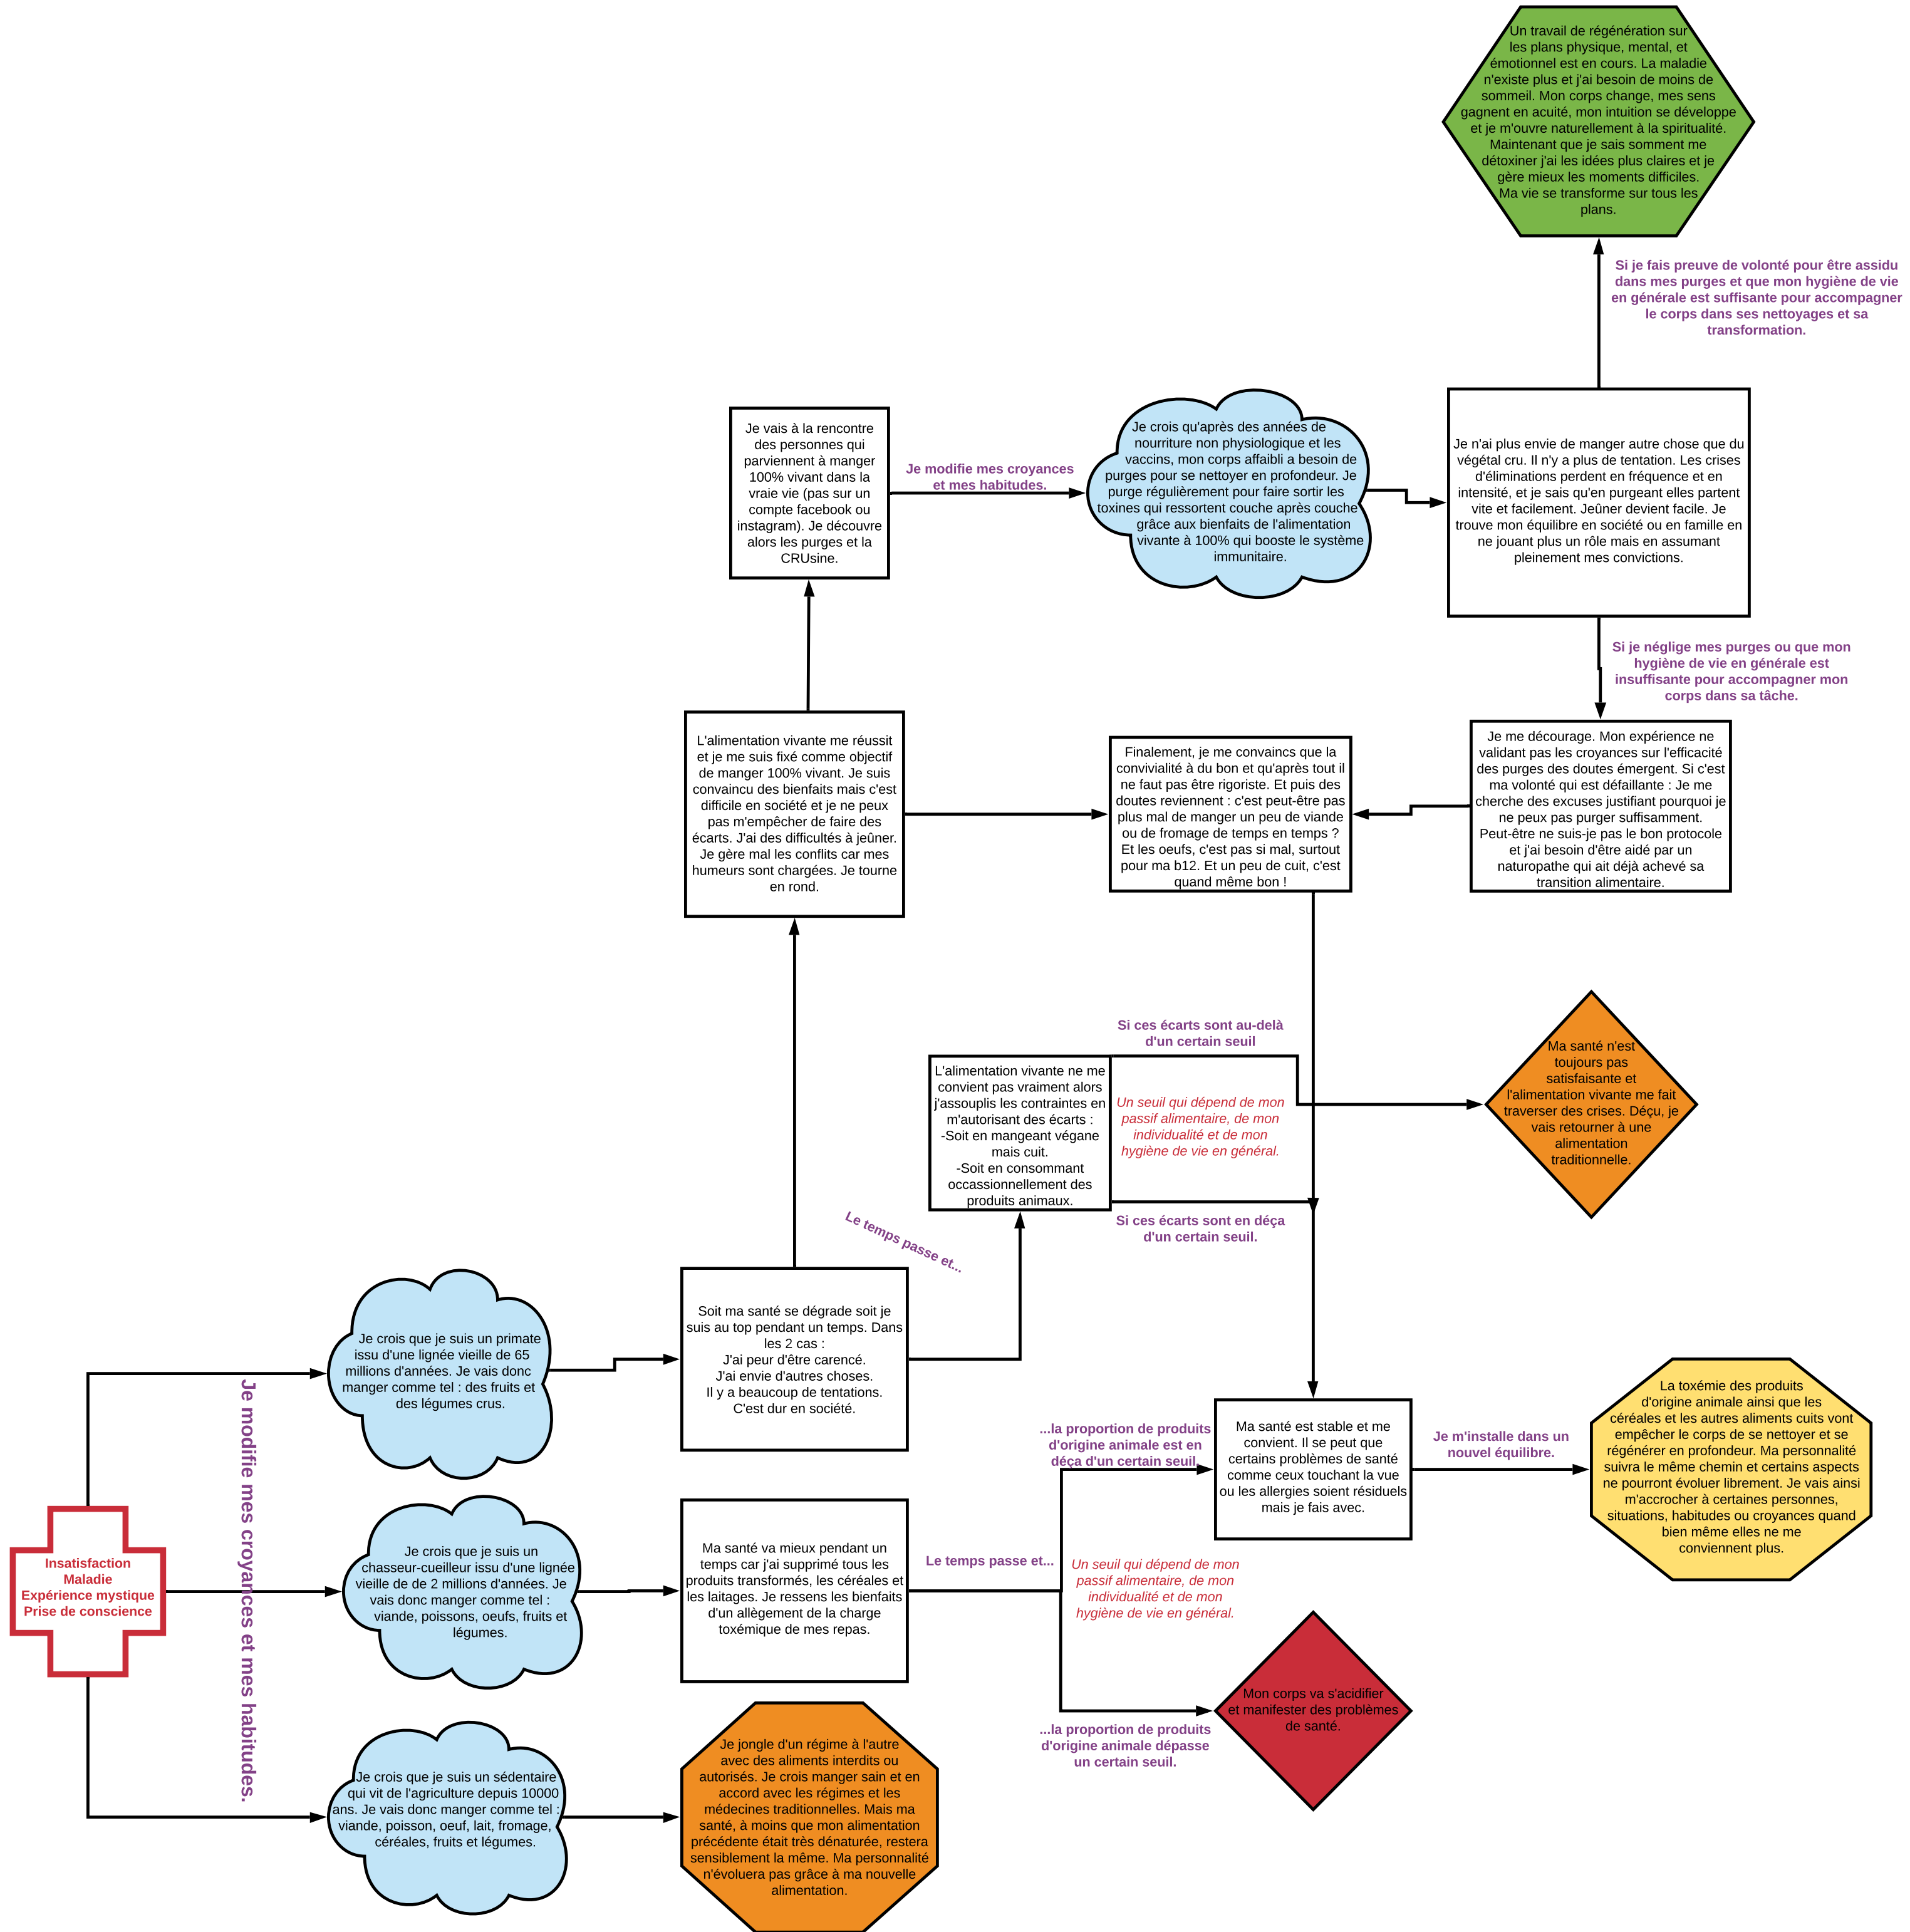 Un travail de régénération sur
les plans physique, mental, et
émotionnel est en cours. La maladie
n'existe plus et j'ai besoin de moins de
sommeil. Mon corps change, mes sens
gagnent en acuité, mon intuition se développe
et je m'ouvre naturellement à la spiritualité.
Maintenant que je sais somment me
détoxiner j'ai les idées plus claires et je
gère mieux les moments difficiles.
Ma vie se transforme sur tous les
plans.
Si je fais preuve de volonté pour être assidu
dans mes purges et que mon hygiène de vie
en générale est suffisante pour accompagner
le corps dans ses nettoyages et sa
transformation.
Je vais à la rencontre
des personnes qui
parviennent à manger
100% vivant dans la
vraie vie (pas sur un
compte facebook ou
instagram). Je découvre
alors les purges et la
CRUsine.
Je modifie mes croyances
et mes habitudes.
Je crois qu'après des années de
nourriture non physiologique et les
vaccins, mon corps affaibli a besoin de
purges pour se nettoyer en profondeur. Je
purge régulièrement pour faire sortir les
toxines qui ressortent couche après couche
grâce aux bienfaits de l'alimentation
vivante à 100% qui booste le système
immunitaire.
Je n'ai plus envie de manger autre chose que du
végétal cru. Il n'y a plus de tentation. Les crises
d'éliminations perdent en fréquence et en
intensité, et je sais qu'en purgeant elles partent
vite et facilement. Jeûner devient facile. Je
trouve mon équilibre en société ou en famille en
ne jouant plus un rôle mais en assumant
pleinement mes convictions.
Si je néglige mes purges ou que mon
hygiène de vie en générale est
insuffisante pour accompagner mon
corps dans sa tâche.
L'alimentation vivante me réussit
et je me suis fixé comme objectif
de manger 100% vivant. Je suis
convaincu des bienfaits mais c'est
difficile en société et je ne peux
pas m'empêcher de faire des
écarts. J'ai des difficultés à jeûner.
Je gère mal les conflits car mes
humeurs sont chargées. Je tourne
en rond.
Finalement, je me convaincs que la
convivialité à du bon et qu'après tout il
ne faut pas être rigoriste. Et puis des
doutes reviennent : c'est peut-être pas
plus mal de manger un peu de viande
ou de fromage de temps en temps ?
Et les oeufs, c'est pas si mal, surtout
pour ma b12. Et un peu de cuit, c'est
quand même bon !
Je me décourage. Mon expérience ne
validant pas les croyances sur l'efficacité
des purges des doutes émergent. Si c'est
ma volonté qui est défaillante : Je me
cherche des excuses justifiant pourquoi je
ne peux pas purger suffisamment.
Peut-être ne suis-je pas le bon protocole
et j'ai besoin d'être aidé par un
naturopathe qui ait déjà achevé sa
transition alimentaire.
Si ces écarts sont au-delà
d'un certain seuil
L'alimentation vivante ne me
convient pas vraiment alors
j'assouplis les contraintes en
m'autorisant des écarts :
-Soit en mangeant végane
mais cuit.
-Soit en consommant
occassionnellement des
produits animaux.
Un seuil qui dépend de mon
passif alimentaire, de mon
individualité et de mon
hygiène de vie en général.
Ma santé n'est
toujours pas
satisfaisante et
l'alimentation vivante me fait
traverser des crises. Déçu, je
vais retourner à une
alimentation
traditionnelle.
Si ces écarts sont en déça
d'un certain seuil.
Le temps passe et...
Je crois que je suis un primate
issu d'une lignée vieille de 65
millions d'années. Je vais donc
manger comme tel : des fruits et
des légumes crus.
Soit ma santé se dégrade soit je
suis au top pendant un temps. Dans
les 2 cas :
J'ai peur d'être carencé.
J'ai envie d'autres choses.
Il y a beaucoup de tentations.
C'est dur en société.
Je modifie mes croyances et mes habitudes.
...la proportion de produits
d'origine animale est en
déça d'un certain seuil.
Ma santé est stable et me
convient. Il se peut que
certains problèmes de santé
comme ceux touchant la vue
ou les allergies soient résiduels
mais je fais avec.
Je m'installe dans un
nouvel équilibre.
La toxémie des produits
d'origine animale ainsi que les
céréales et les autres aliments cuits vont
empêcher le corps de se nettoyer et se
régénérer en profondeur. Ma personnalité
suivra le même chemin et certains aspects
ne pourront évoluer librement. Je vais ainsi
m'accrocher à certaines personnes,
situations, habitudes ou croyances quand
bien même elles ne me
conviennent plus.
Insatisfaction
Maladie
Expérience mystique
Prise de conscience
Je crois que je suis un
chasseur-cueilleur issu d'une lignée
vieille de de 2 millions d'années. Je
vais donc manger comme tel :
viande, poissons, oeufs, fruits et
légumes.
Ma santé va mieux pendant un
temps car j'ai supprimé tous les
produits transformés, les céréales et
les laitages. Je ressens les bienfaits
d'un allègement de la charge
toxémique de mes repas.
Le temps passe et...
Un seuil qui dépend de mon
passif alimentaire, de mon
individualité et de mon
hygiène de vie en général.
Mon corps va s'acidifier
et manifester des problèmes
de santé.
...la proportion de produits
d'origine animale dépasse
un certain seuil.
Je crois que je suis un sédentaire
qui vit de l'agriculture depuis 10000
ans. Je vais donc manger comme tel :
viande, poisson, oeuf, lait, fromage,
céréales, fruits et légumes.
Je jongle d'un régime à l'autre
avec des aliments interdits ou
autorisés. Je crois manger sain et en
accord avec les régimes et les
médecines traditionnelles. Mais ma
santé, à moins que mon alimentation
précédente était très dénaturée, restera
sensiblement la même. Ma personnalité
n'évoluera pas grâce à ma nouvelle
alimentation.